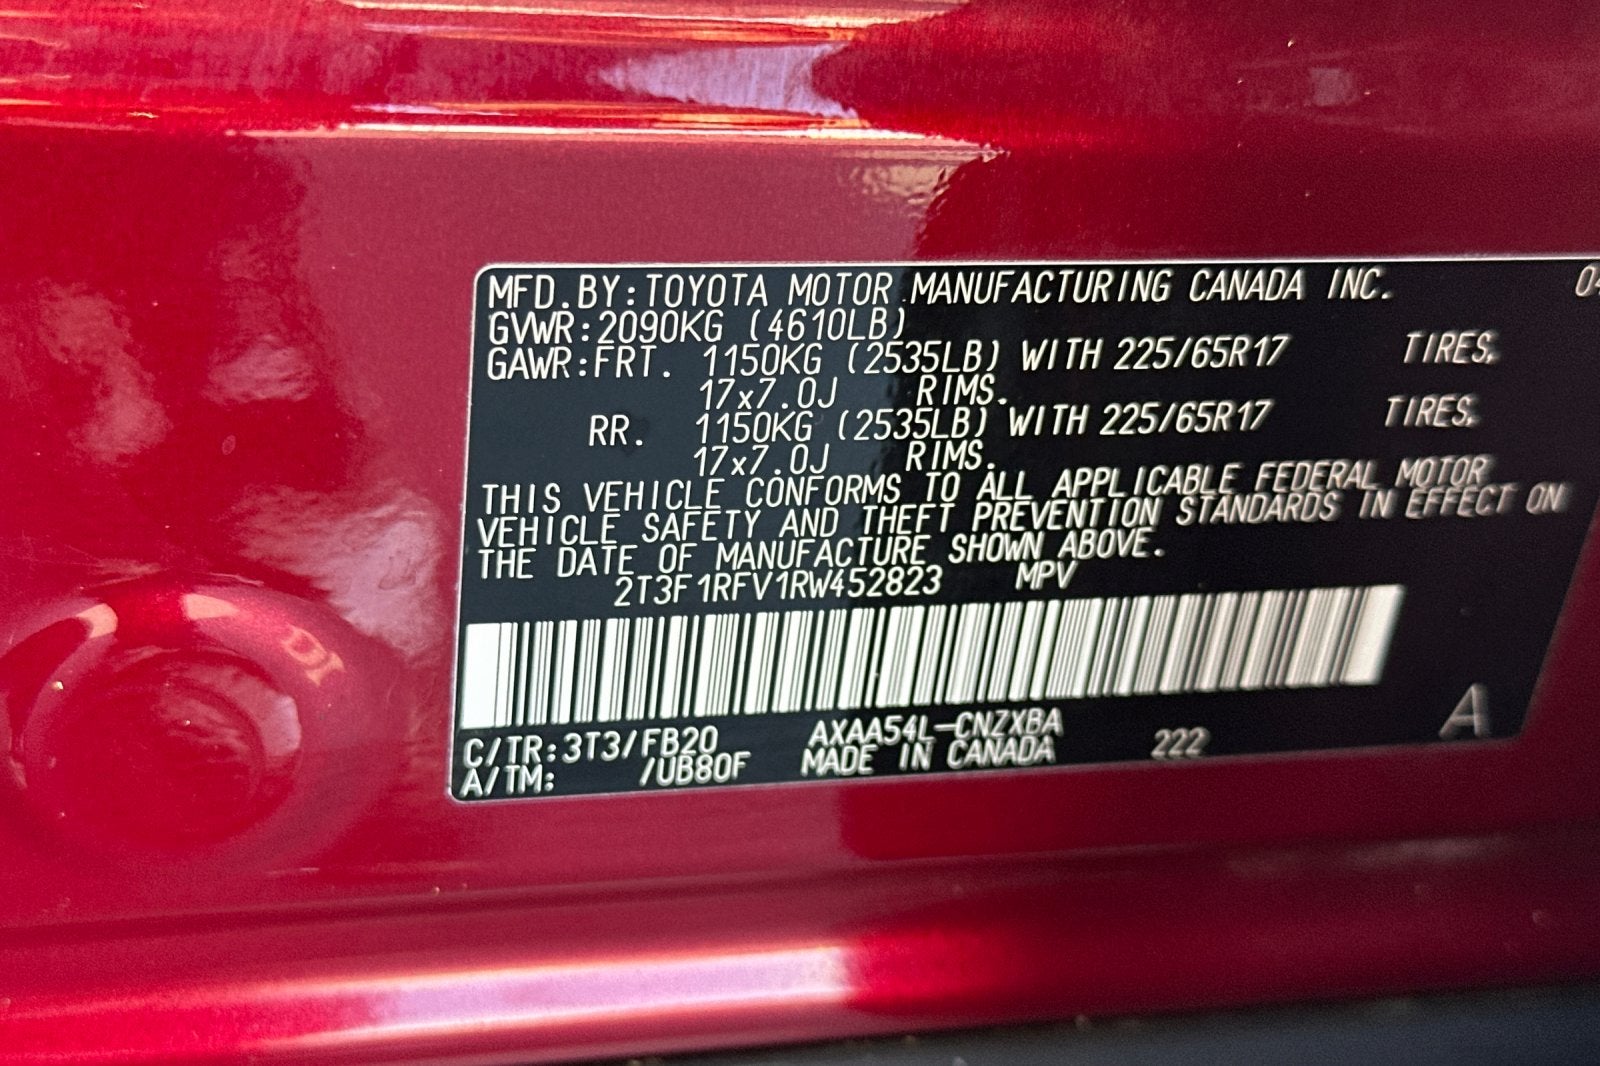 MFD.BY:TOYOTA MOTOR MANUFACTURING CANADA INC. 04
GVWR:2090KG (4610LB)
GAWR:FRT. 1150KG (2535LB) WITH 225/65R17 TIRES,
17x7.0J RIMS.
RR. 1150KG (2535LB) WITH 225/65R17 TIRES,
17x7.0J RIMS.
THIS VEHICLE CONFORMS TO ALL APPLICABLE FEDERAL MOTOR
VEHICLE SAFETY AND THEFT PREVENTION STANDARDS IN EFFECT ON
THE DATE OF MANUFACTURE SHOWN ABOVE.
2T3F1RFV1RW452823 MPV
C/TR:3T3/FB20 AXAA54L-CNZXBA 222 A
A/TM: /UB80F MADE IN CANADA